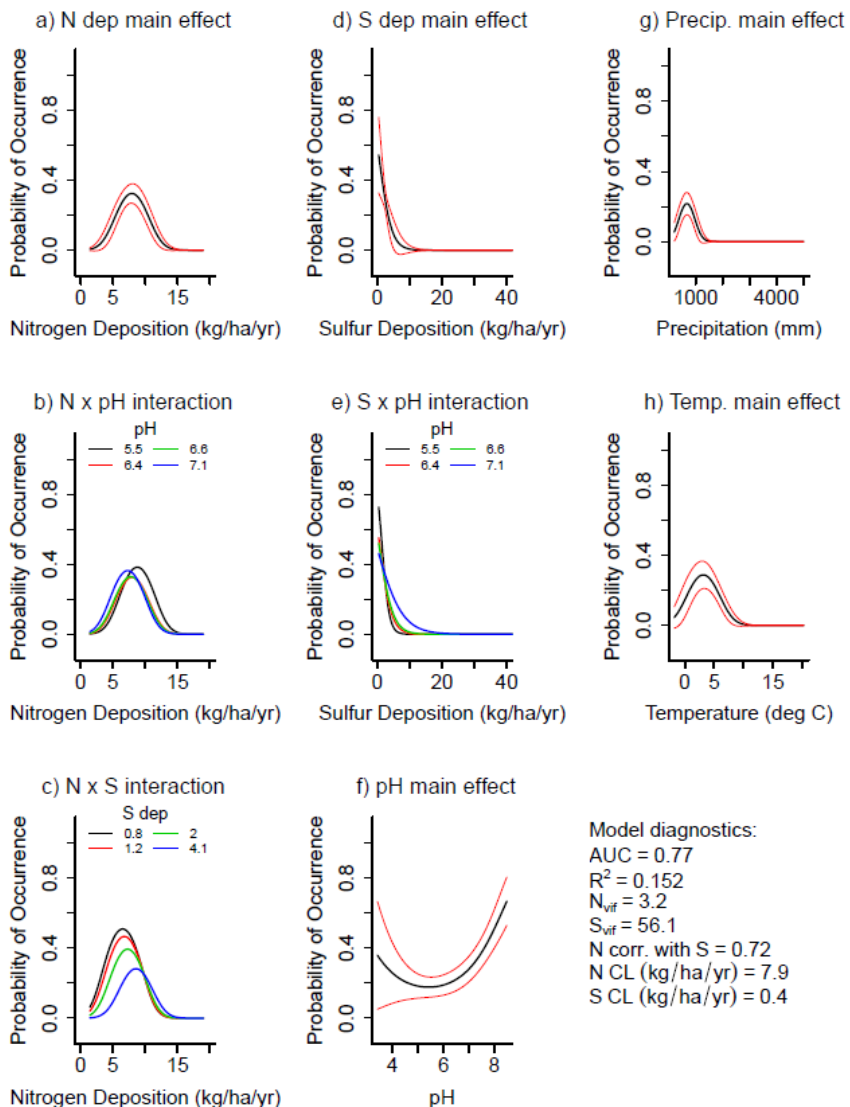 a) N dep main effect
Probability of Occurrence
0.0 0.4 0.8
0 5 15
Nitrogen Deposition (kg/ha/yr)
d) S dep main effect
Probability of Occurrence
0.0 0.4 0.8
0 20 40
Sulfur Deposition (kg/ha/yr)
g) Precip. main effect
Probability of Occurrence
0.0 0.4 0.8
1000 4000
Precipitation (mm)
b) N x pH interaction
pH
5.5 6.6
6.4 7.1
Probability of Occurrence
0.0 0.4 0.8
0 5 15
Nitrogen Deposition (kg/ha/yr)
e) S x pH interaction
pH
5.5 6.6
6.4 7.1
Probability of Occurrence
0.0 0.4 0.8
0 20 40
Sulfur Deposition (kg/ha/yr)
h) Temp. main effect
Probability of Occurrence
0.0 0.4 0.8
0 5 15
Temperature (deg C)
c) N x S interaction
S dep
0.8 2
1.2 4.1
Probability of Occurrence
0.0 0.4 0.8
0 5 15
Nitrogen Deposition (kg/ha/yr)
f) pH main effect
Probability of Occurrence
0.0 0.4 0.8
4 6 8
pH
Model diagnostics:
AUC = 0.77
R² = 0.152
Nvif = 3.2
Svif = 56.1
N corr. with S = 0.72
N CL (kg/ha/yr) = 7.9
S CL (kg/ha/yr) = 0.4